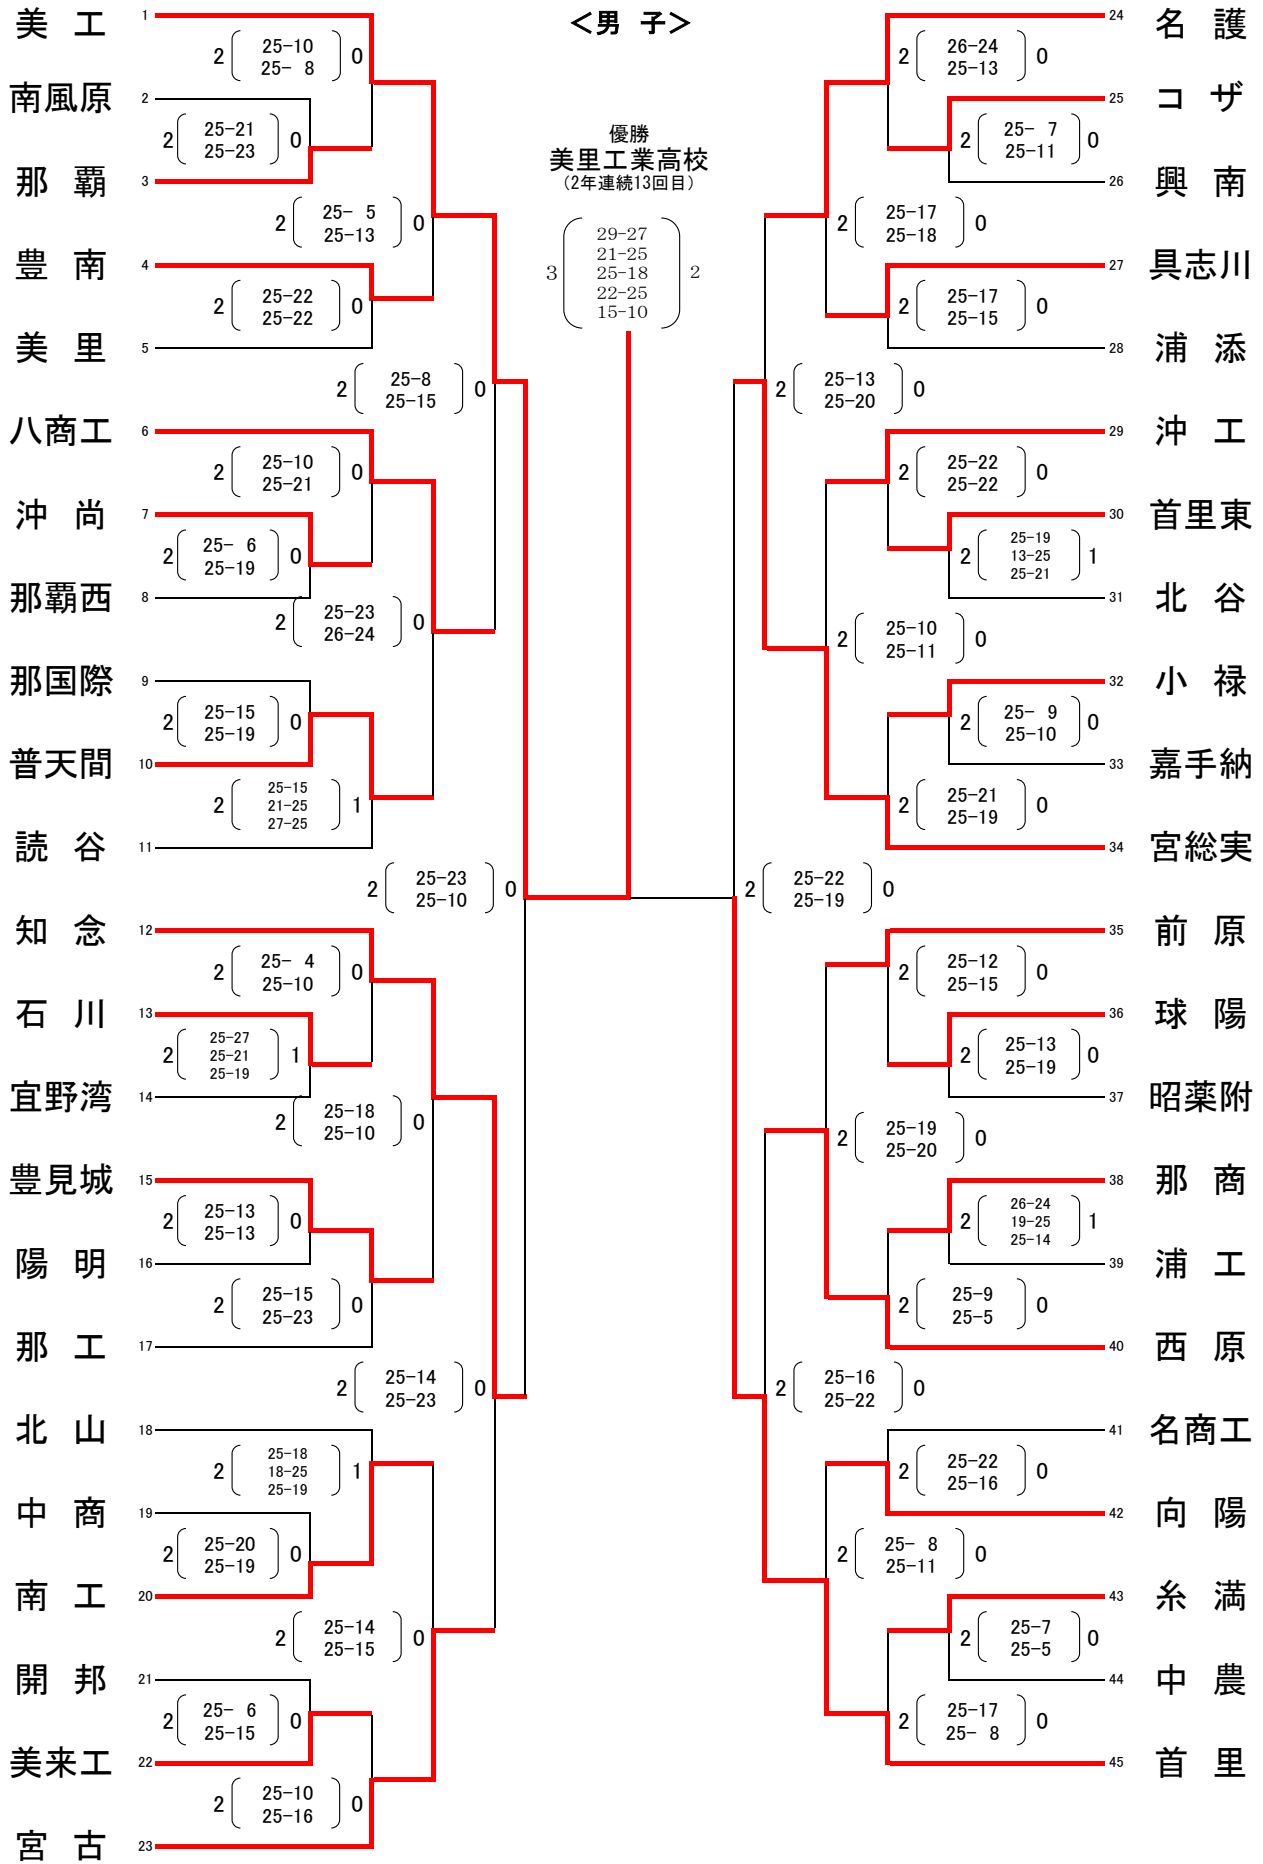 ＜男 子＞
優勝
美里工業高校
(2年連続13回目)
3 29-27 2
21-25
25-18
22-25
15-10
美 工 1
2 25-10 0
25- 8
南風原 2
2 25-21 0
25-23
那 覇 3
2 25- 5 0
25-13
豊 南 4
2 25-22 0
25-22
美 里 5
2 25-8 0
25-15
八商工 6
2 25-10 0
25-21
沖 尚 7
2 25- 6 0
25-19
那覇西 8
2 25-23 0
26-24
那国際 9
2 25-15 0
25-19
普天間 10
2 25-15 1
21-25
27-25
読 谷 11
2 25-23 0
25-10
知 念 12
2 25- 4 0
25-10
石 川 13
2 25-27 1
25-21
25-19
宜野湾 14
2 25-18 0
25-10
豊見城 15
2 25-13 0
25-13
陽 明 16
2 25-15 0
25-23
那 工 17
2 25-14 0
25-23
北 山 18
2 25-18 1
18-25
25-19
中 商 19
2 25-20 0
25-19
南 工 20
2 25-14 0
25-15
開 邦 21
2 25- 6 0
25-15
美来工 22
2 25-10 0
25-16
宮 古 23
24 名 護
2 26-24 0
25-13
25 コ ザ
2 25- 7 0
25-11
26 興 南
2 25-17 0
25-18
27 具志川
2 25-17 0
25-15
28 浦 添
2 25-13 0
25-20
29 沖 工
2 25-22 0
25-22
30 首里東
2 25-19 1
13-25
25-21
31 北 谷
2 25-10 0
25-11
32 小 禄
2 25- 9 0
25-10
33 嘉手納
2 25-21 0
25-19
34 宮総実
2 25-22 0
25-19
35 前 原
2 25-12 0
25-15
36 球 陽
2 25-13 0
25-19
37 昭薬附
2 25-19 0
25-20
38 那 商
2 26-24 1
19-25
25-14
39 浦 工
2 25-9 0
25-5
40 西 原
2 25-16 0
25-22
41 名商工
2 25-22 0
25-16
42 向 陽
2 25- 8 0
25-11
43 糸 満
2 25-7 0
25-5
44 中 農
2 25-17 0
25- 8
45 首 里